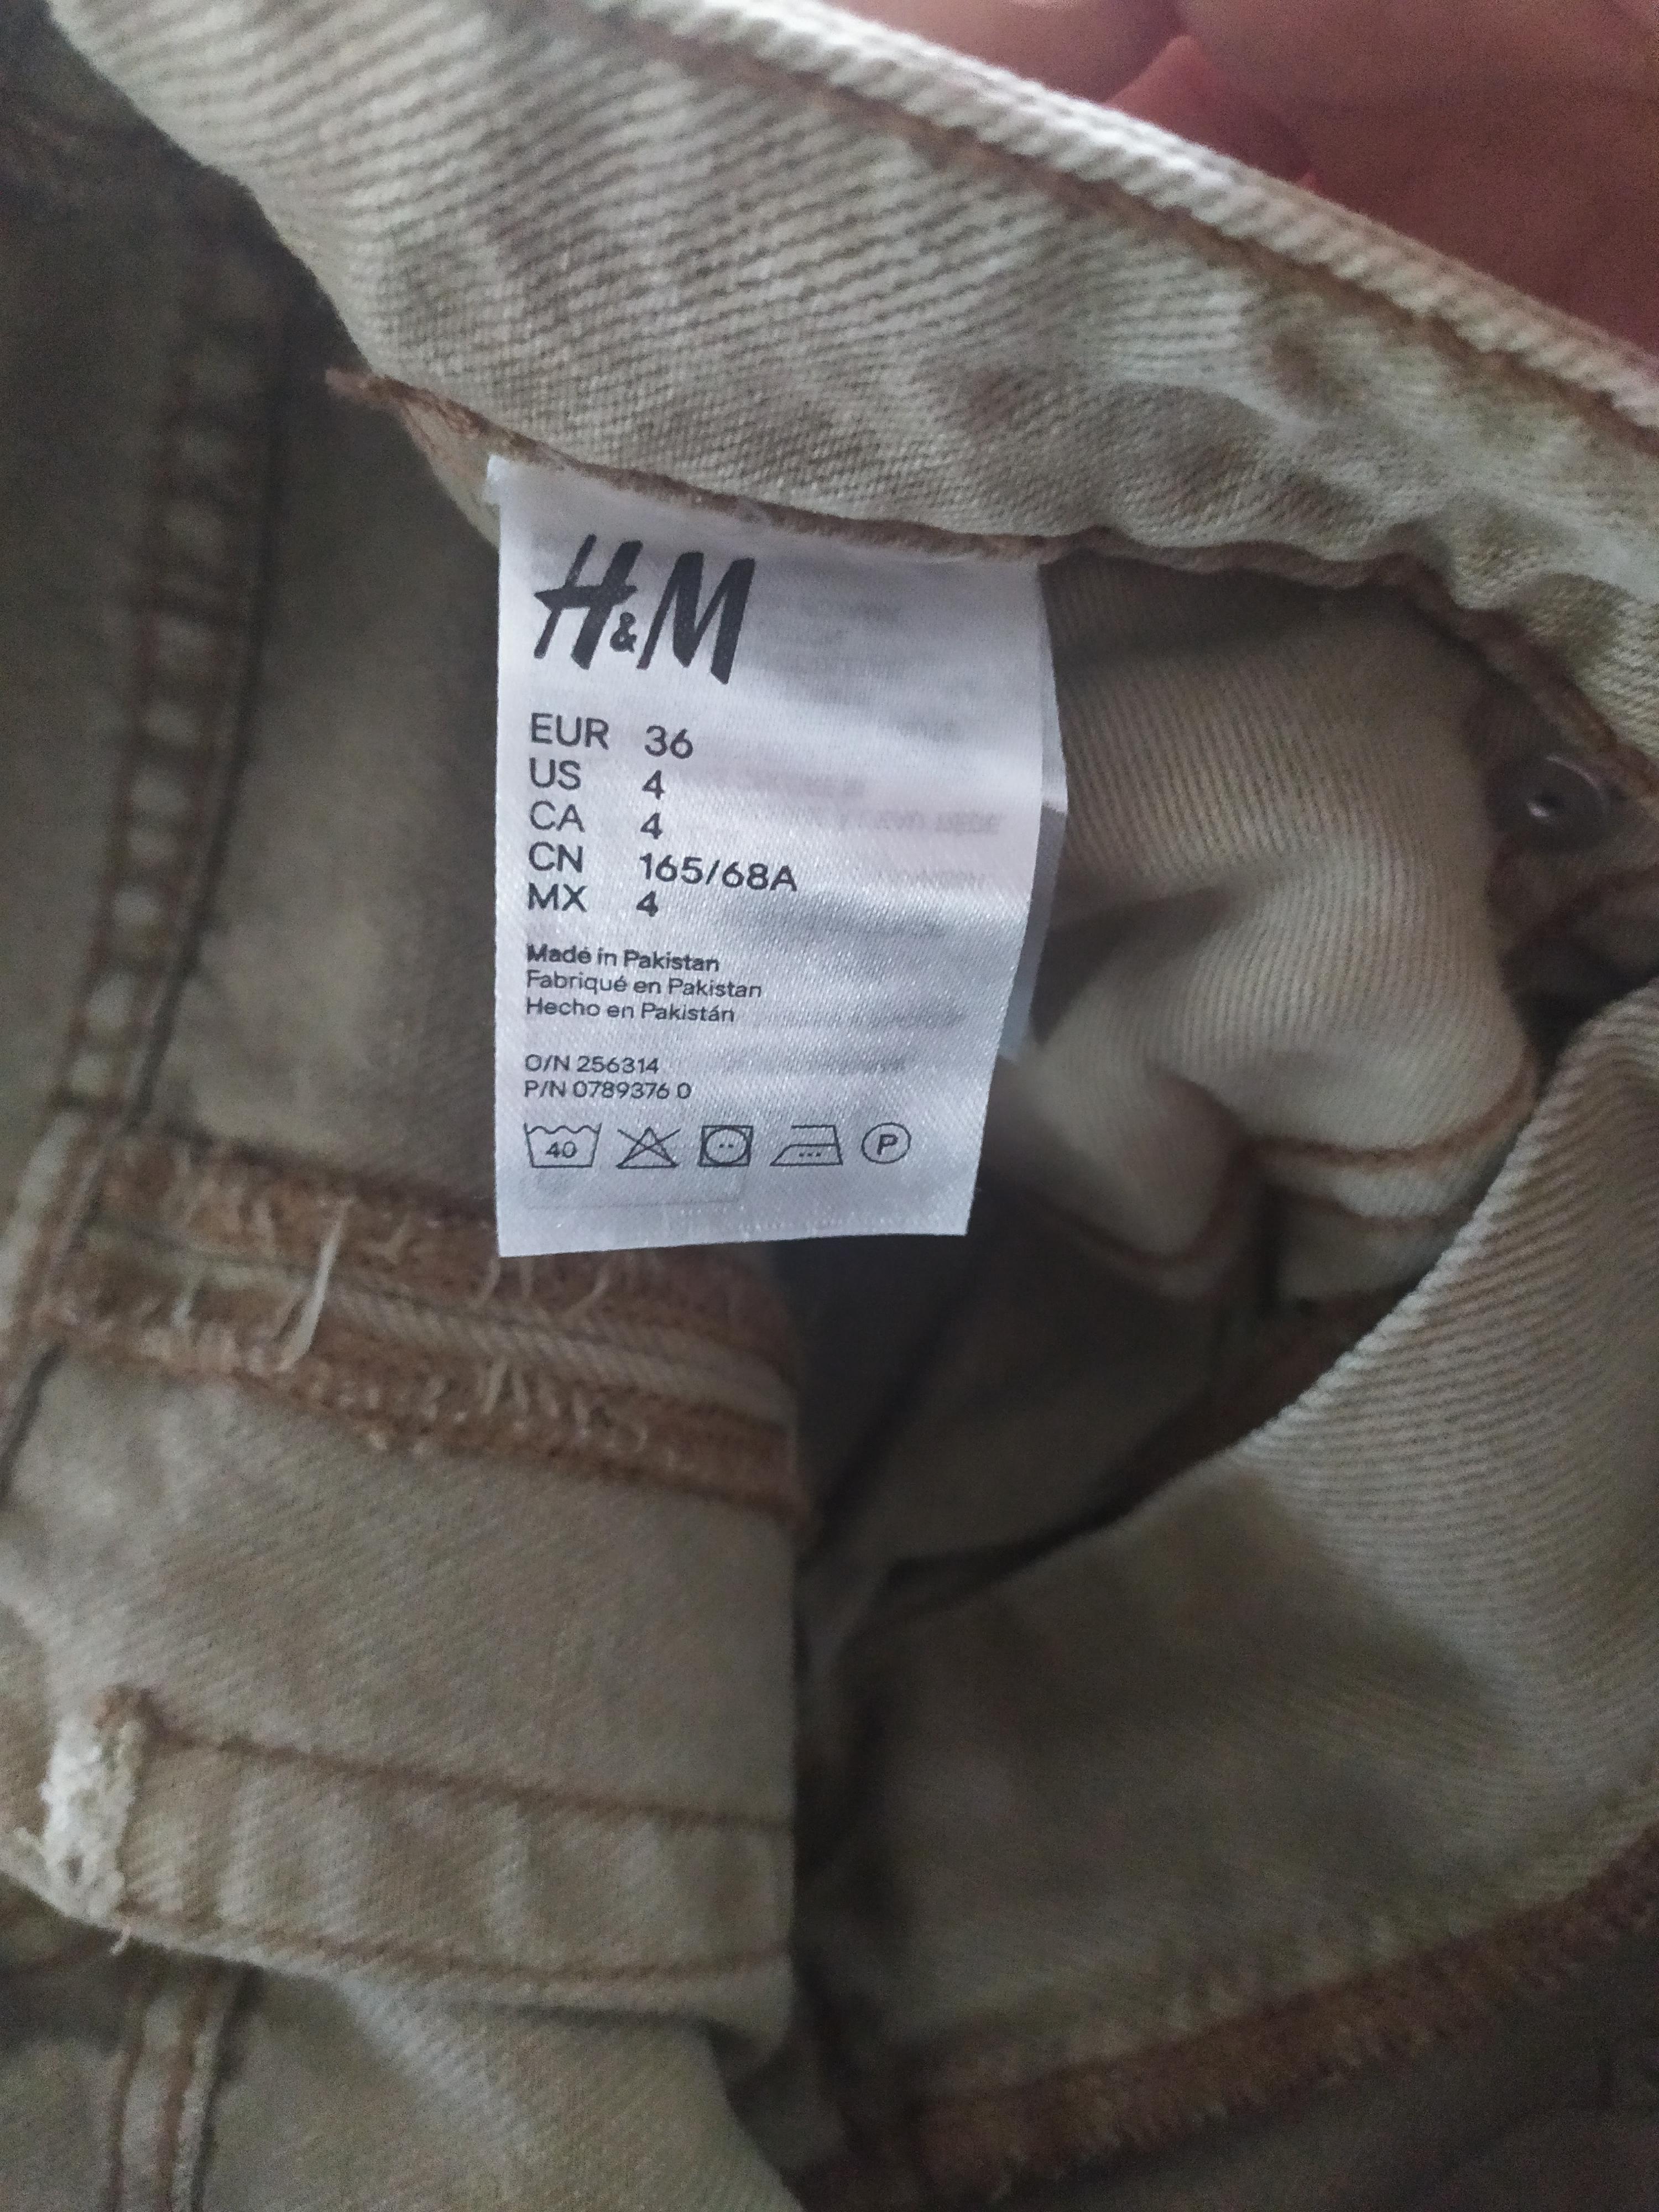 H&M
EUR 36
US 4
CA 4
CN 165/68A
MX 4
Made in Pakistan
Fabriqué en Pakistan
Hecho en Pakistán
O/N 256314
P/N 0789376 0
40
P